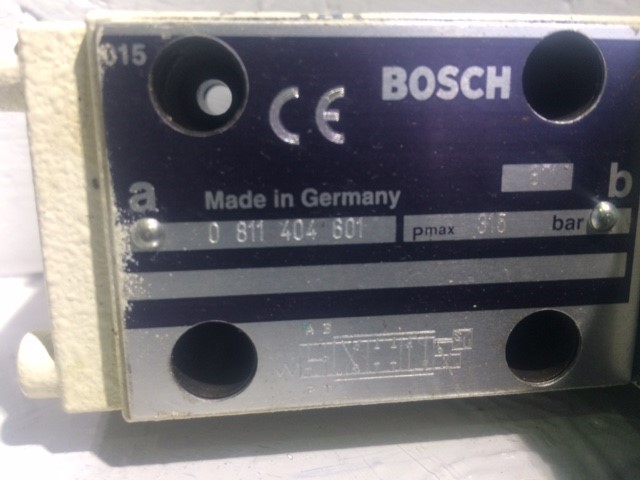 015
CE
BOSCH
a
b
Made in Germany
0 811 404 601
pmax 315 bar
A B